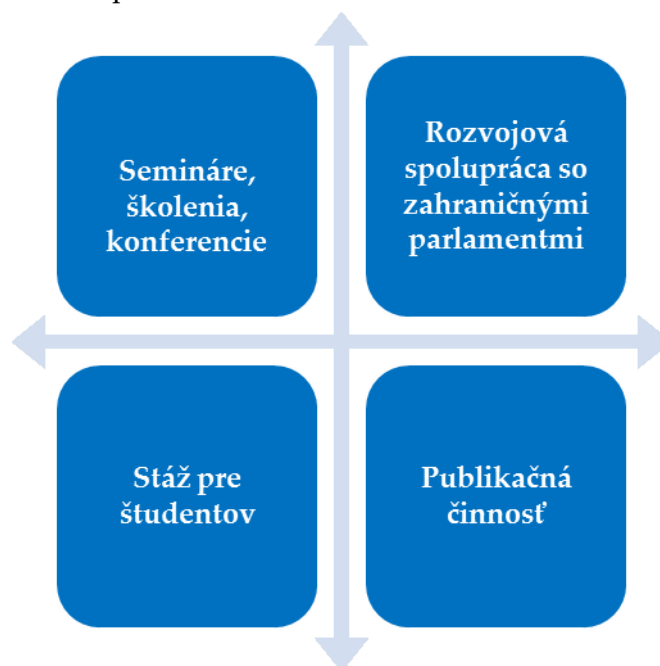 Semináre,
školenia,
konferencie
Rozvojová
spolupráca so
zahraničnými
parlamentmi
Stáž pre
študentov
Publikačná
činnosť